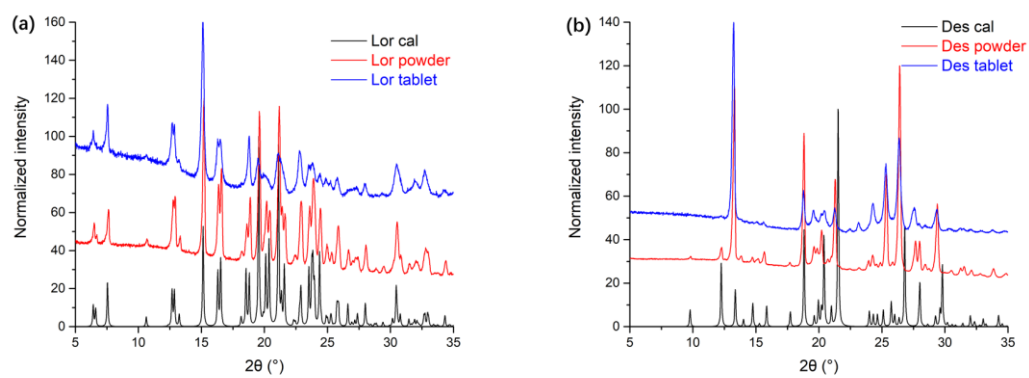 (a)
Lor cal
Lor powder
Lor tablet
Normalized intensity
160
140
120
100
80
60
40
20
0
5 10 15 20 25 30 35
2θ (°)
(b)
Des cal
Des powder
Des tablet
Normalized intensity
140
120
100
80
60
40
20
0
5 10 15 20 25 30 35
2θ (°)